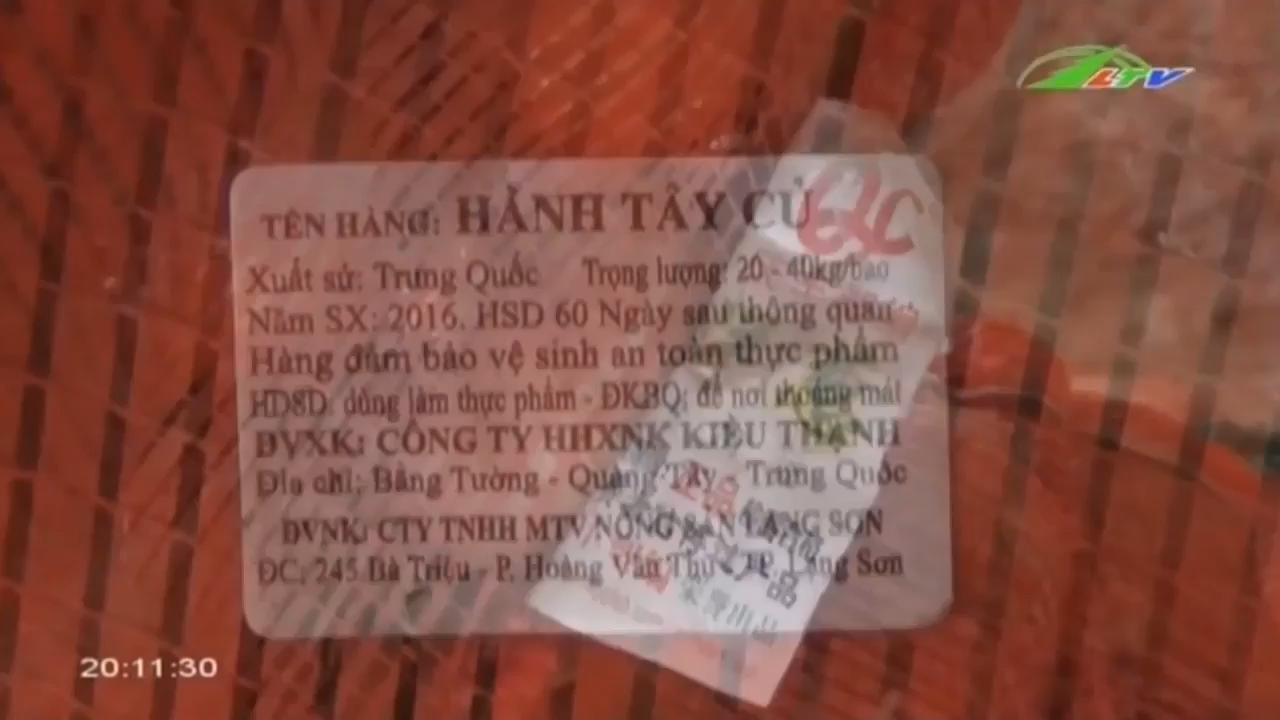 LTV
TÊN HÀNG: HÀNH TÂY CỦ
QC
Xuất sứ: Trung Quốc Trọng lượng: 20 - 40kg/bao
Năm SX: 2016. HSD 60 Ngày sau thông quan
Hàng đảm bảo vệ sinh an toàn thực phẩm
HDSD: dùng làm thực phẩm - ĐKBQ: để nơi thoáng mát
ĐVXK: CÔNG TY HHXNK KIỀU THẠNH
Địa chỉ: Bằng Tường - Quảng Tây - Trung Quốc
ĐVNK: CTY TNHH MTV NÔNG SẢN LẠNG SƠN
ĐC: 245 Bà Triệu - P. Hoàng Văn Thụ - TP. Lạng Sơn
20:11:30